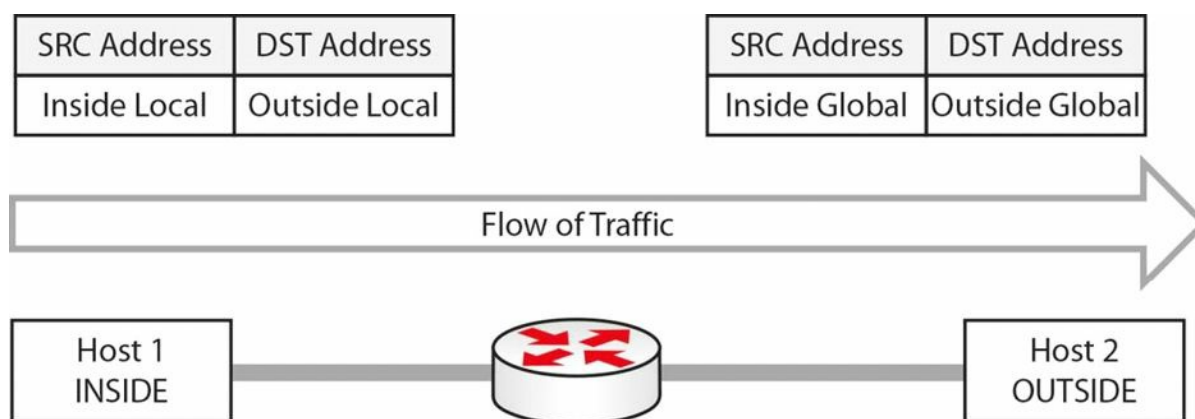 SRC Address DST Address
Inside Local Outside Local
SRC Address DST Address
Inside Global Outside Global
Flow of Traffic
Host 1
INSIDE
Host 2
OUTSIDE